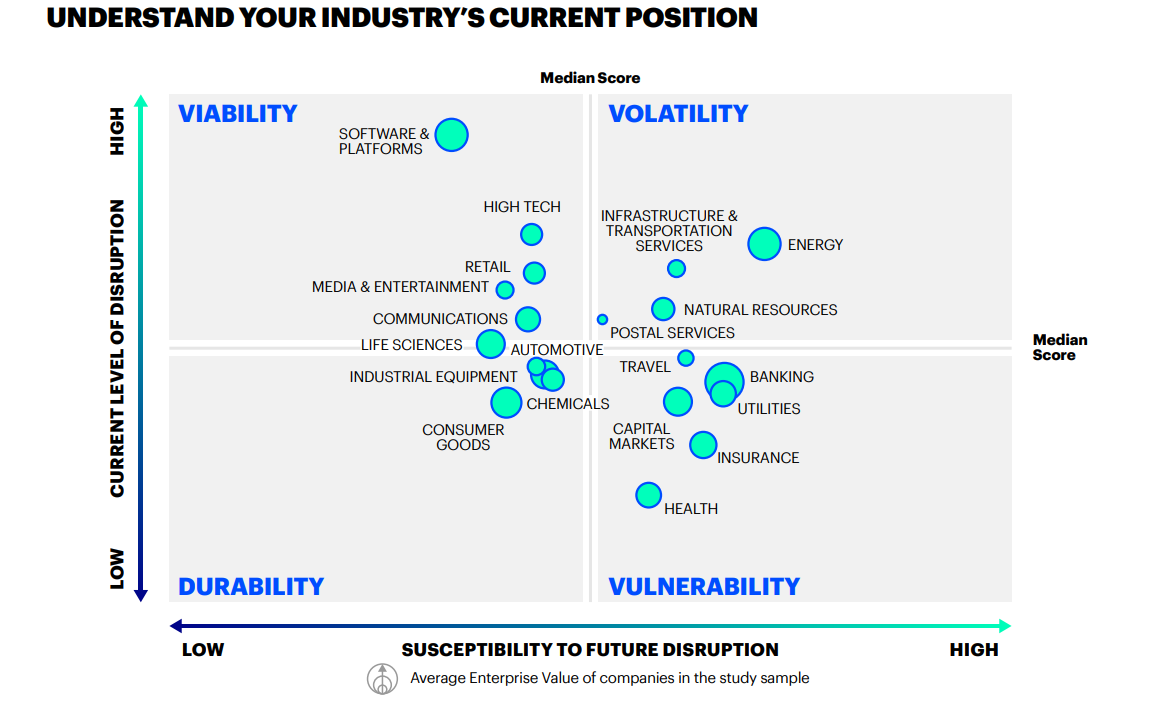 UNDERSTAND YOUR INDUSTRY'S CURRENT POSITION
Median Score
HIGH
CURRENT LEVEL OF DISRUPTION
LOW
VIABILITY
VOLATILITY
SOFTWARE &
PLATFORMS
HIGH TECH
INFRASTRUCTURE &
TRANSPORTATION
SERVICES
ENERGY
RETAIL
MEDIA & ENTERTAINMENT
NATURAL RESOURCES
COMMUNICATIONS
POSTAL SERVICES
LIFE SCIENCES
AUTOMOTIVE
Median
Score
TRAVEL
INDUSTRIAL EQUIPMENT
BANKING
CHEMICALS
UTILITIES
CONSUMER
GOODS
CAPITAL
MARKETS
INSURANCE
HEALTH
DURABILITY
VULNERABILITY
LOW
SUSCEPTIBILITY TO FUTURE DISRUPTION
HIGH
Average Enterprise Value of companies in the study sample